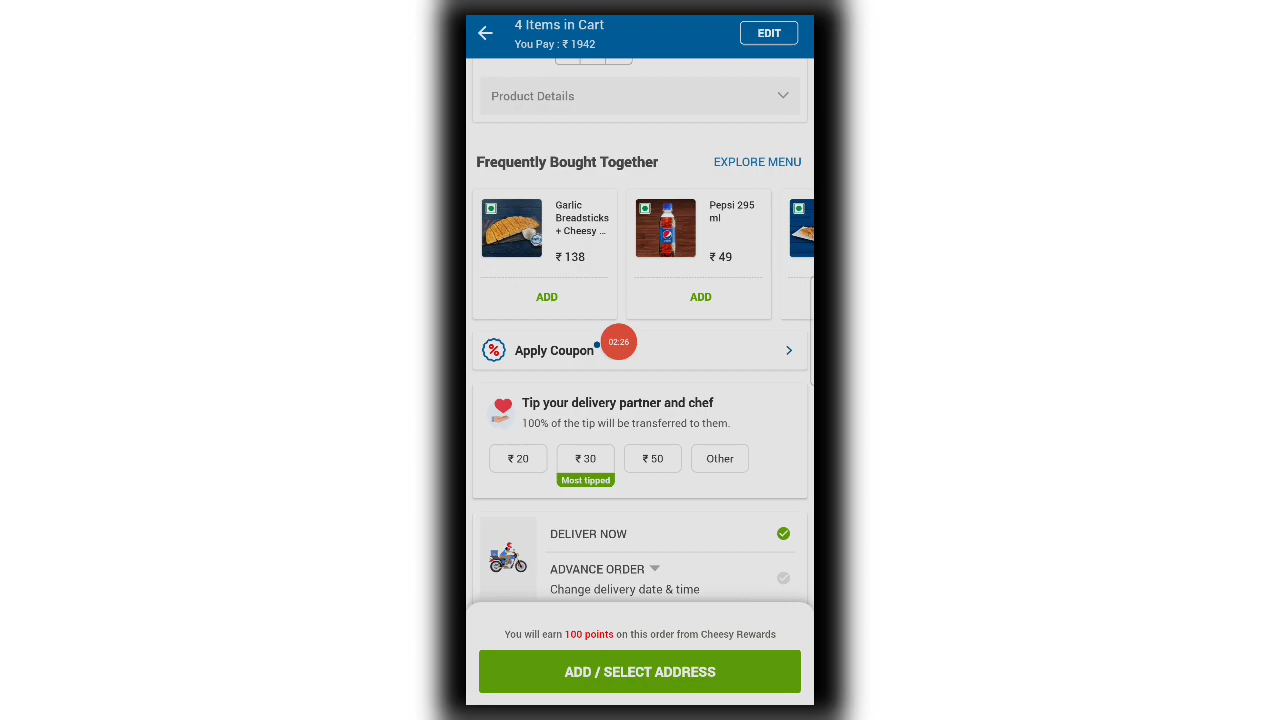 4 Items in Cart
You Pay : ₹ 1942
EDIT
Product Details
Frequently Bought Together
EXPLORE MENU
Garlic
Breadsticks
+ Cheesy ...
₹ 138
ADD
Pepsi 295
ml
₹ 49
ADD
Apply Coupon
02:26
Tip your delivery partner and chef
100% of the tip will be transferred to them.
₹ 20
₹ 30
₹ 50
Other
Most tipped
DELIVER NOW
ADVANCE ORDER
Change delivery date & time
You will earn 100 points on this order from Cheesy Rewards
ADD / SELECT ADDRESS